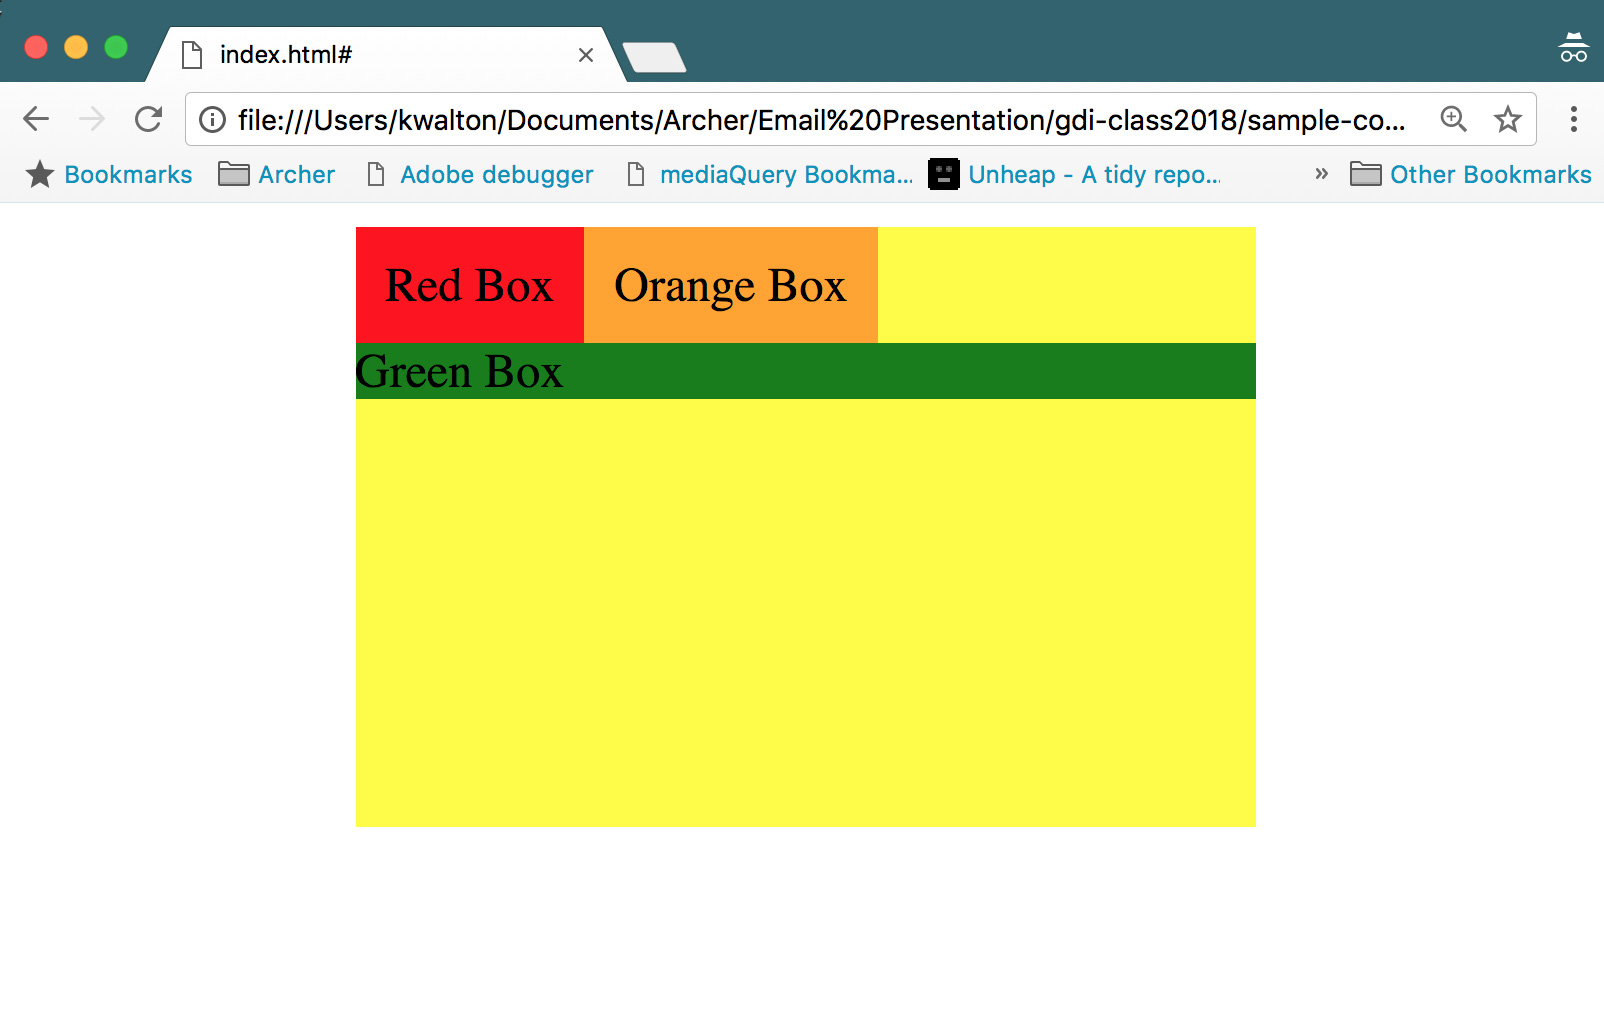 index.html#
file:///Users/kwalton/Documents/Archer/Email%20Presentation/gdi-class2018/sample-co...
Bookmarks Archer Adobe debugger mediaQuery Bookma... Unheap - A tidy repo... » Other Bookmarks
Red Box Orange Box
Green Box